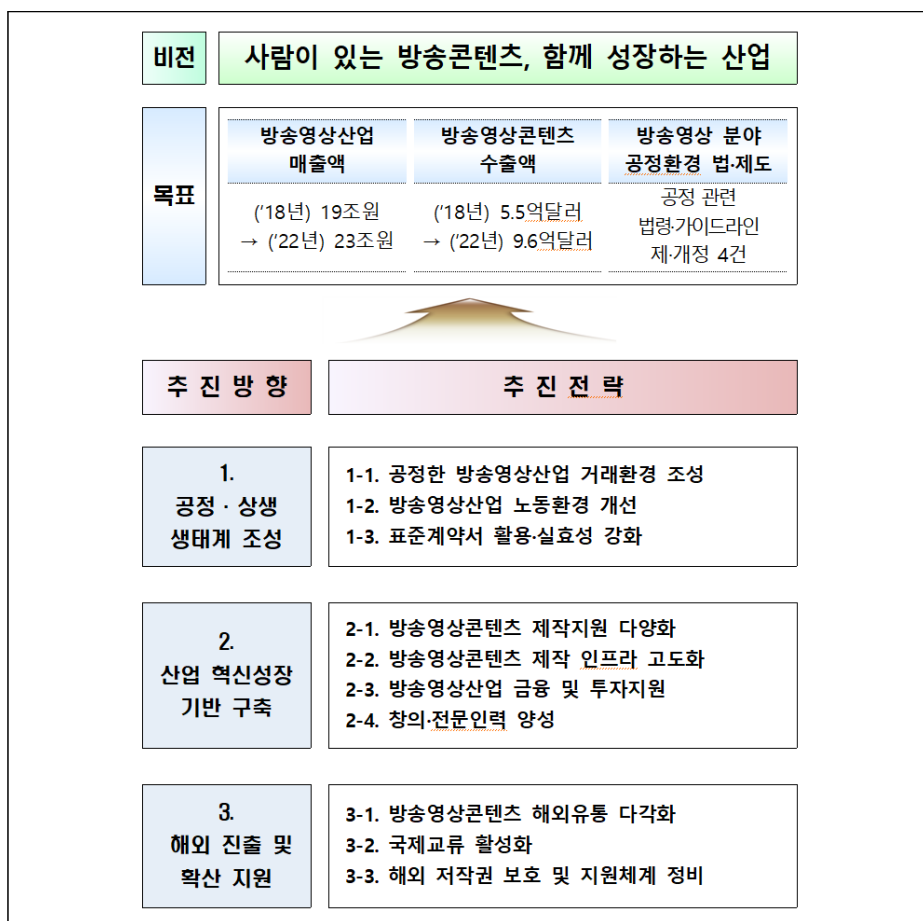 비전
사람이 있는 방송콘텐츠, 함께 성장하는 산업
목표
방송영상산업
매출액
('18년) 19조원
→ ('22년) 23조원
방송영상콘텐츠
수출액
('18년) 5.5억달러
→ ('22년) 9.6억달러
방송영상 분야
공정환경 법·제도
공정 관련
법령·가이드라인
제·개정 4건
추 진 방 향
추 진 전 략
1.
공정 · 상생
생태계 조성
1-1. 공정한 방송영상산업 거래환경 조성
1-2. 방송영상산업 노동환경 개선
1-3. 표준계약서 활용·실효성 강화
2.
산업 혁신성장
기반 구축
2-1. 방송영상콘텐츠 제작지원 다양화
2-2. 방송영상콘텐츠 제작 인프라 고도화
2-3. 방송영상산업 금융 및 투자지원
2-4. 창의·전문인력 양성
3.
해외 진출 및
확산 지원
3-1. 방송영상콘텐츠 해외유통 다각화
3-2. 국제교류 활성화
3-3. 해외 저작권 보호 및 지원체계 정비